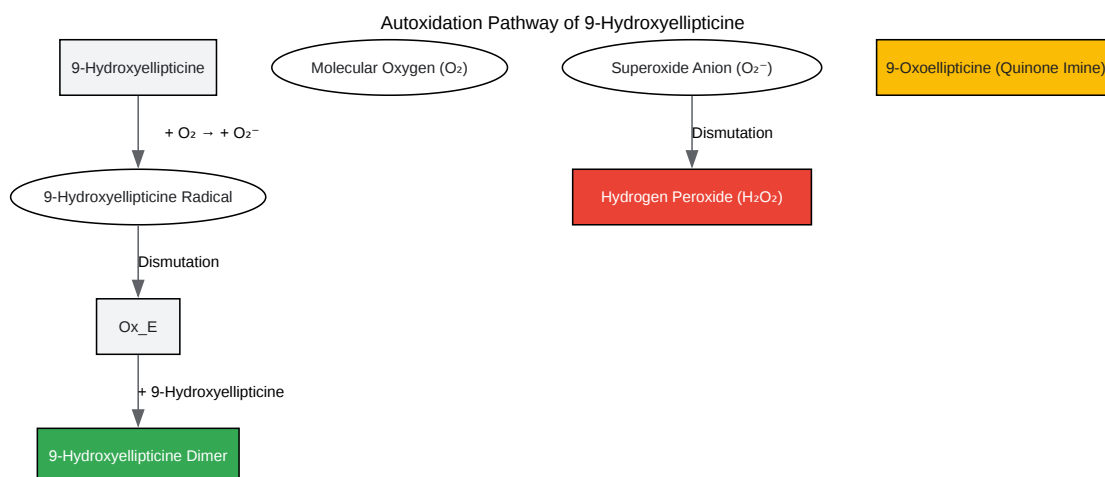 Autoxidation Pathway of 9-Hydroxyellipticine
9-Hydroxyellipticine
Molecular Oxygen (O₂)
Superoxide Anion (O₂⁻)
9-Oxoellipticine (Quinone Imine)
+ O₂ → + O₂⁻
Dismutation
9-Hydroxyellipticine Radical
Hydrogen Peroxide (H₂O₂)
Dismutation
Ox_E
+ 9-Hydroxyellipticine
9-Hydroxyellipticine Dimer